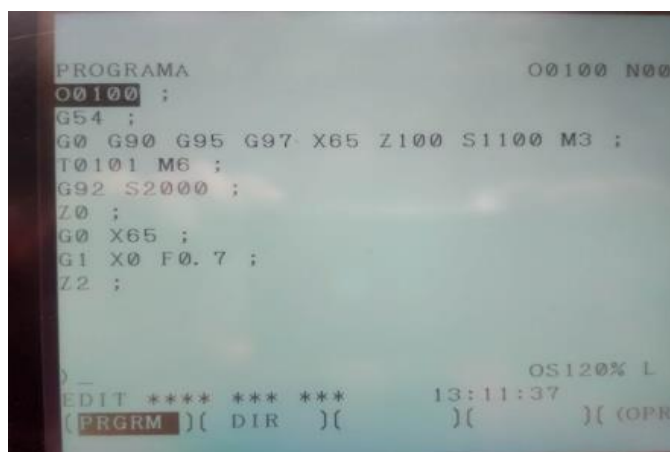 PROGRAMA O0100 N00
O0100 ;
G54 ;
G0 G90 G95 G97 X65 Z100 S1100 M3 ;
T0101 M6 ;
G92 S2000 ;
Z0 ;
G0 X65 ;
G1 X0 F0.7 ;
Z2 ;
)_ OS120% L
EDIT **** *** *** 13:11:37
(PRGRM )( DIR )( )( )( (OPR